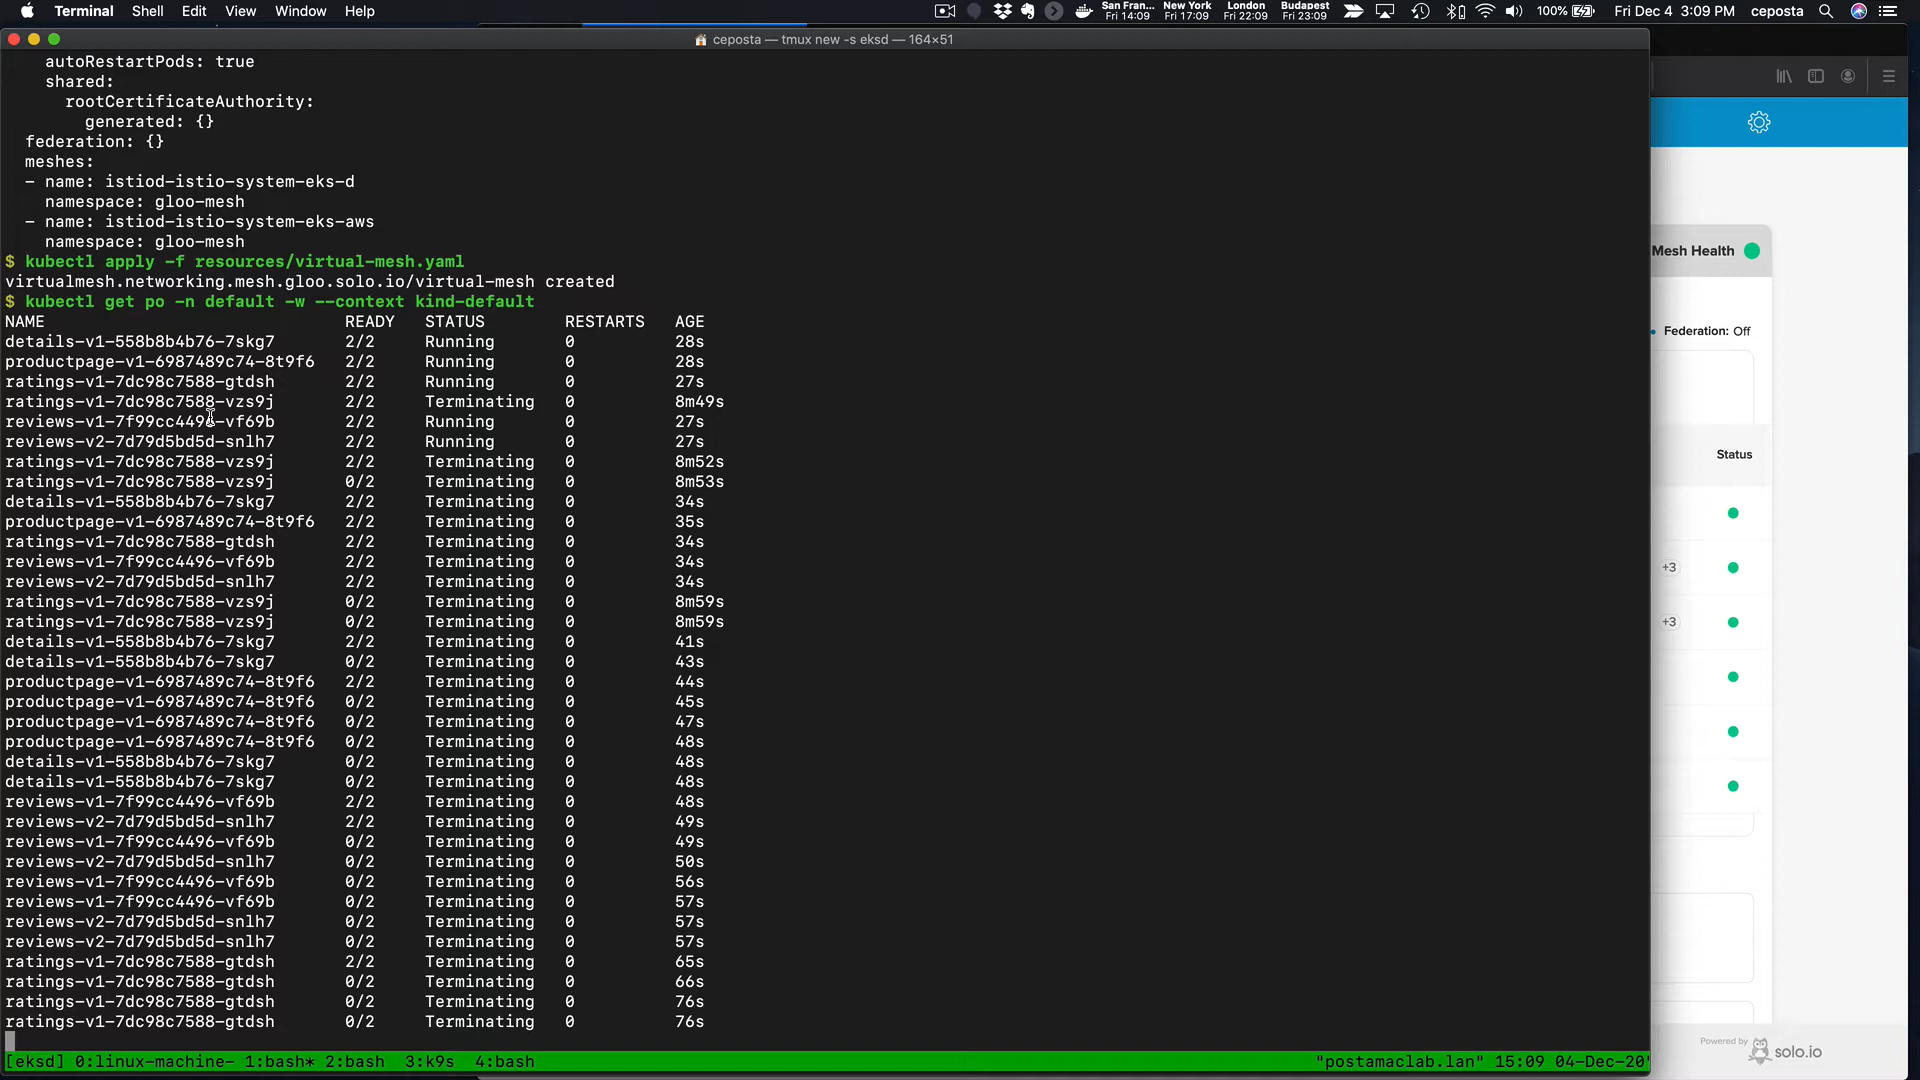 Terminal Shell Edit View Window Help
San Fran... Fri 14:09 New York Fri 17:09 London Fri 22:09 Budapest Fri 23:09 100% Fri Dec 4 3:09 PM ceposta
ceposta — tmux new -s eksd — 164×51
autoRestartPods: true
shared:
rootCertificateAuthority:
generated: {}
federation: {}
meshes:
- name: istiod-istio-system-eks-d
namespace: gloo-mesh
- name: istiod-istio-system-eks-aws
namespace: gloo-mesh
$ kubectl apply -f resources/virtual-mesh.yaml
virtualmesh.networking.mesh.gloo.solo.io/virtual-mesh created
$ kubectl get po -n default -w --context kind-default
NAME READY STATUS RESTARTS AGE
details-v1-558b8b4b76-7skg7 2/2 Running 0 28s
productpage-v1-6987489c74-8t9f6 2/2 Running 0 28s
ratings-v1-7dc98c7588-gtdsh 2/2 Running 0 27s
ratings-v1-7dc98c7588-vzs9j 2/2 Terminating 0 8m49s
reviews-v1-7f99cc4496-vf69b 2/2 Running 0 27s
reviews-v2-7d79d5bd5d-snlh7 2/2 Running 0 27s
ratings-v1-7dc98c7588-vzs9j 2/2 Terminating 0 8m52s
ratings-v1-7dc98c7588-vzs9j 0/2 Terminating 0 8m53s
details-v1-558b8b4b76-7skg7 2/2 Terminating 0 34s
productpage-v1-6987489c74-8t9f6 2/2 Terminating 0 35s
ratings-v1-7dc98c7588-gtdsh 2/2 Terminating 0 34s
reviews-v1-7f99cc4496-vf69b 2/2 Terminating 0 34s
reviews-v2-7d79d5bd5d-snlh7 2/2 Terminating 0 34s
ratings-v1-7dc98c7588-vzs9j 0/2 Terminating 0 8m59s
ratings-v1-7dc98c7588-vzs9j 0/2 Terminating 0 8m59s
details-v1-558b8b4b76-7skg7 2/2 Terminating 0 41s
details-v1-558b8b4b76-7skg7 0/2 Terminating 0 43s
productpage-v1-6987489c74-8t9f6 2/2 Terminating 0 44s
productpage-v1-6987489c74-8t9f6 0/2 Terminating 0 45s
productpage-v1-6987489c74-8t9f6 0/2 Terminating 0 47s
productpage-v1-6987489c74-8t9f6 0/2 Terminating 0 48s
details-v1-558b8b4b76-7skg7 0/2 Terminating 0 48s
details-v1-558b8b4b76-7skg7 0/2 Terminating 0 48s
reviews-v1-7f99cc4496-vf69b 2/2 Terminating 0 48s
reviews-v2-7d79d5bd5d-snlh7 2/2 Terminating 0 49s
reviews-v1-7f99cc4496-vf69b 0/2 Terminating 0 49s
reviews-v2-7d79d5bd5d-snlh7 0/2 Terminating 0 50s
reviews-v1-7f99cc4496-vf69b 0/2 Terminating 0 56s
reviews-v1-7f99cc4496-vf69b 0/2 Terminating 0 57s
reviews-v2-7d79d5bd5d-snlh7 0/2 Terminating 0 57s
reviews-v2-7d79d5bd5d-snlh7 0/2 Terminating 0 57s
ratings-v1-7dc98c7588-gtdsh 2/2 Terminating 0 65s
ratings-v1-7dc98c7588-gtdsh 0/2 Terminating 0 66s
ratings-v1-7dc98c7588-gtdsh 0/2 Terminating 0 76s
ratings-v1-7dc98c7588-gtdsh 0/2 Terminating 0 76s
[eksd] 0:linux-machine- 1:bash* 2:bash 3:k9s 4:bash "postamaclab.lan" 15:09 04-Dec-20
Mesh Health
Federation: Off
Status
+3
+3
Powered by solo.io